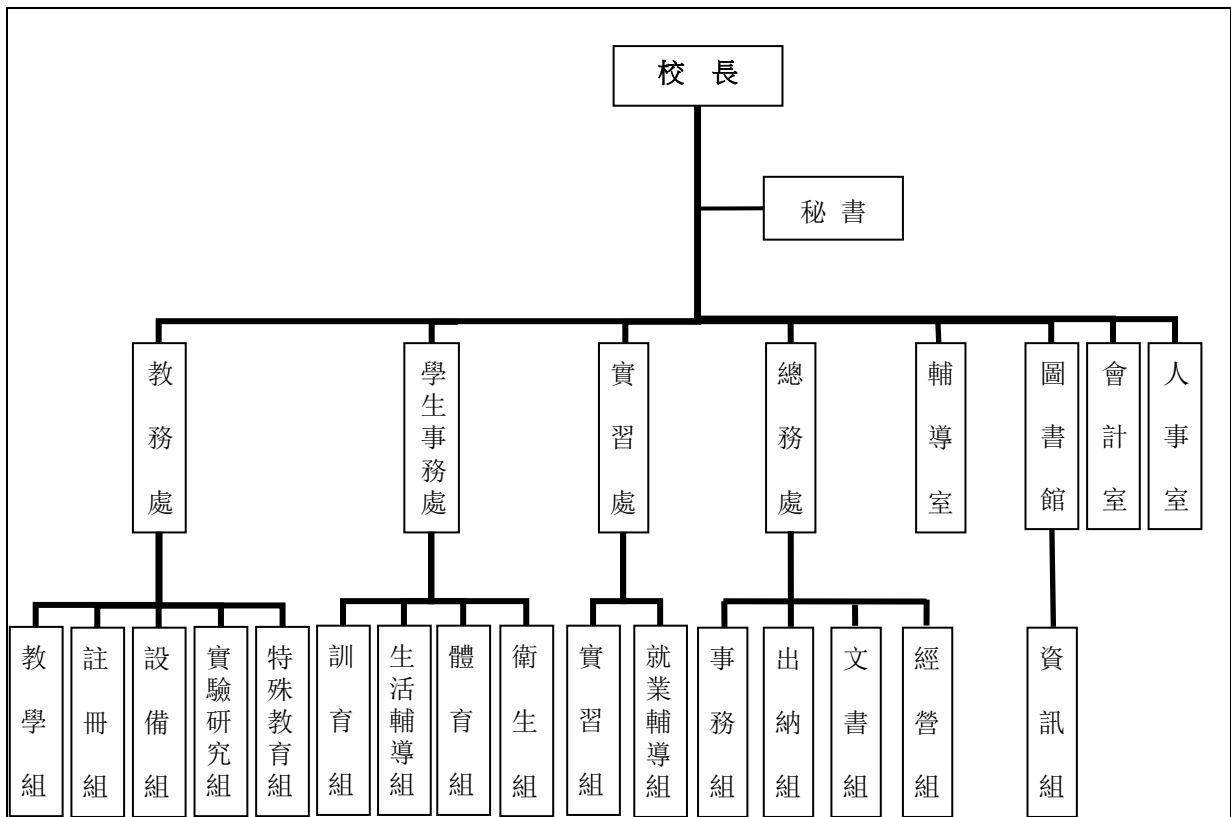 校 長
秘 書
教務處
學生事務處
實習處
總務處
輔導室
圖書館
會計室
人事室
教學組
註冊組
設備組
實驗研究組
特殊教育組
訓育組
生活輔導組
體育組
衛生組
實習組
就業輔導組
事務組
出納組
文書組
經營組
資訊組